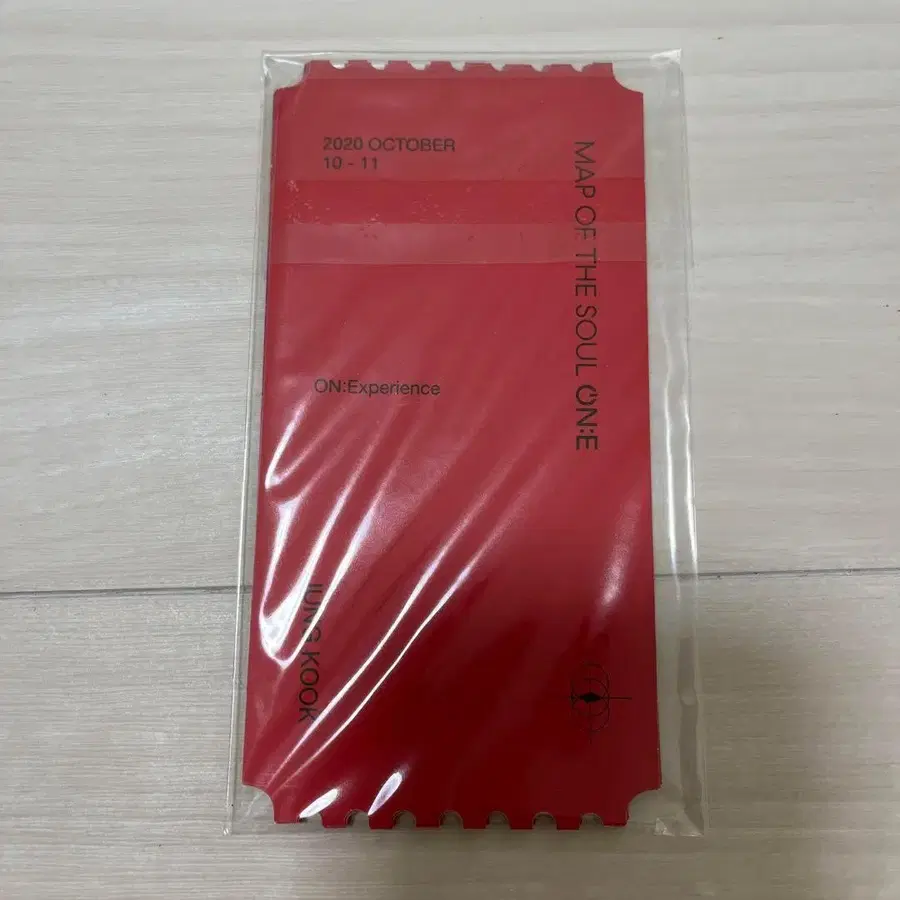 2020 OCTOBER
10 - 11
MAP OF THE SOUL ON:E
ON:Experience
JUNG KOOK